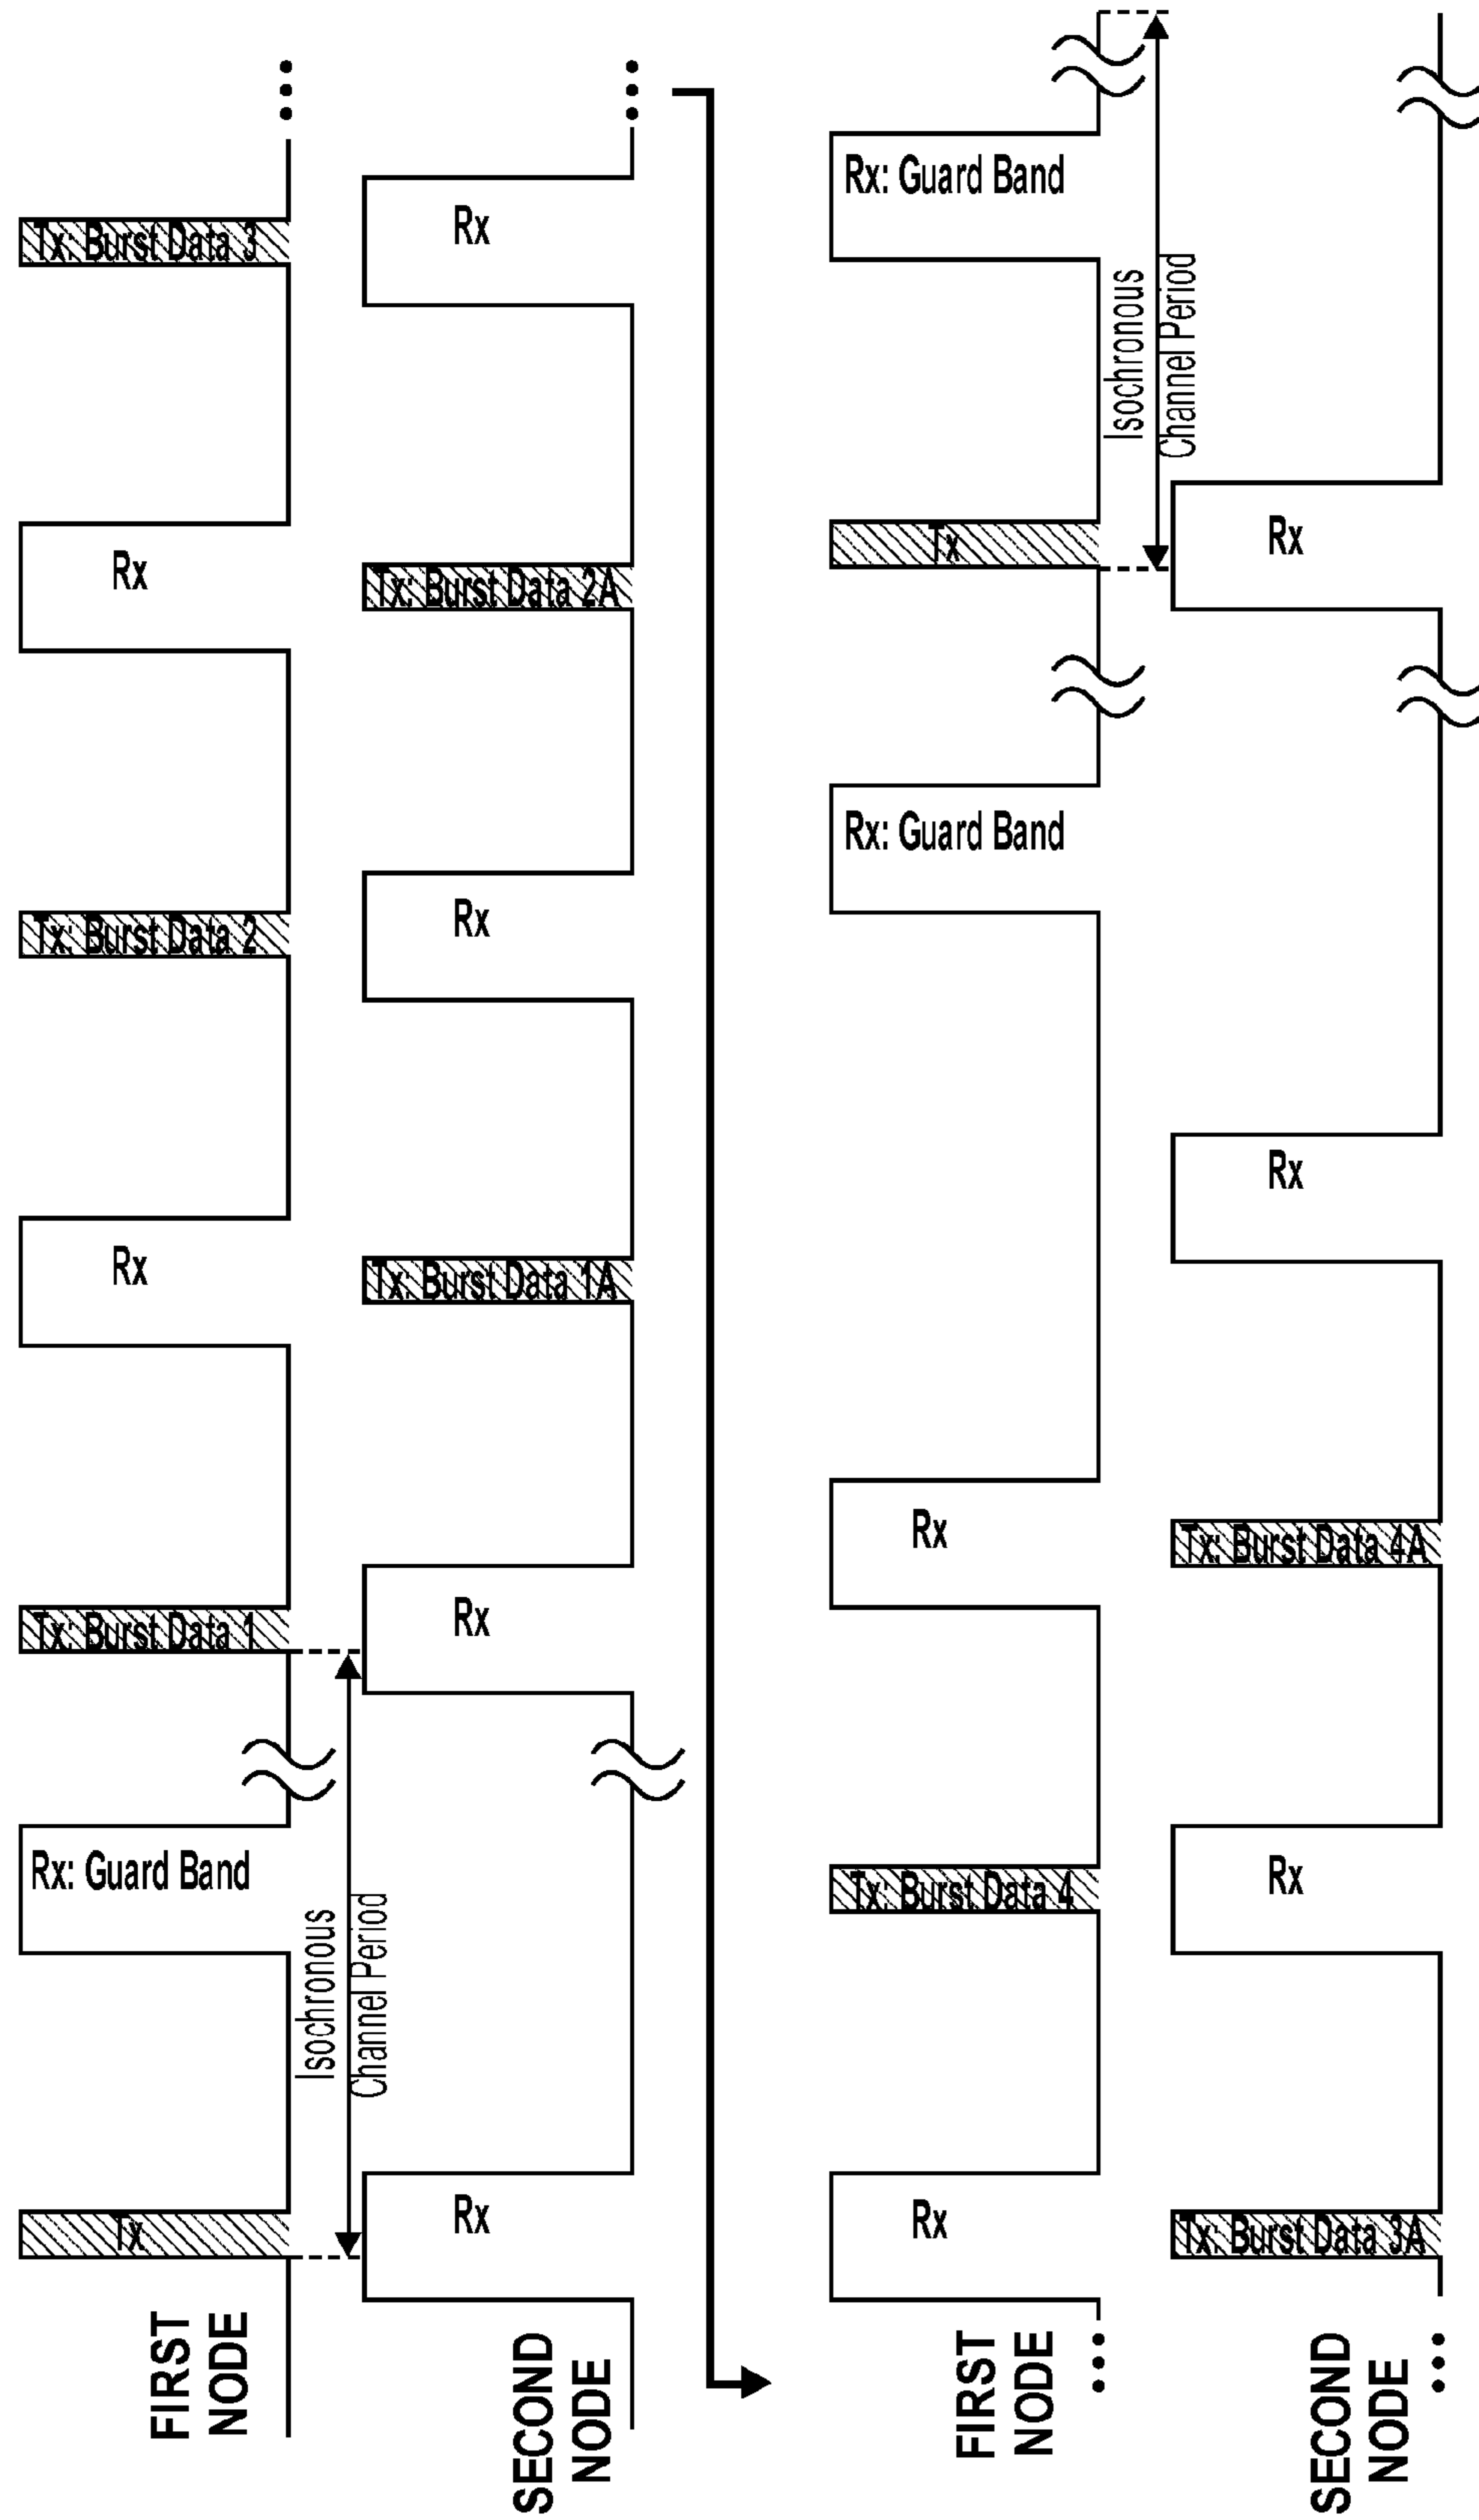 FIRST
NODE
Tx
Rx: Guard Band
Tx: Burst Data 1
Rx
Tx: Burst Data 2
Rx
Tx: Burst Data 3
Isochronous
Channel Period
SECOND
NODE
Rx
Rx
Tx: Burst Data 1A
Rx
Tx: Burst Data 2A
Rx
FIRST
NODE
Rx
Tx: Burst Data 4
Rx
Rx: Guard Band
Tx
Rx: Guard Band
Isochronous
Channel Period
SECOND
NODE
Tx: Burst Data 3A
Rx
Tx: Burst Data 4A
Rx
Rx